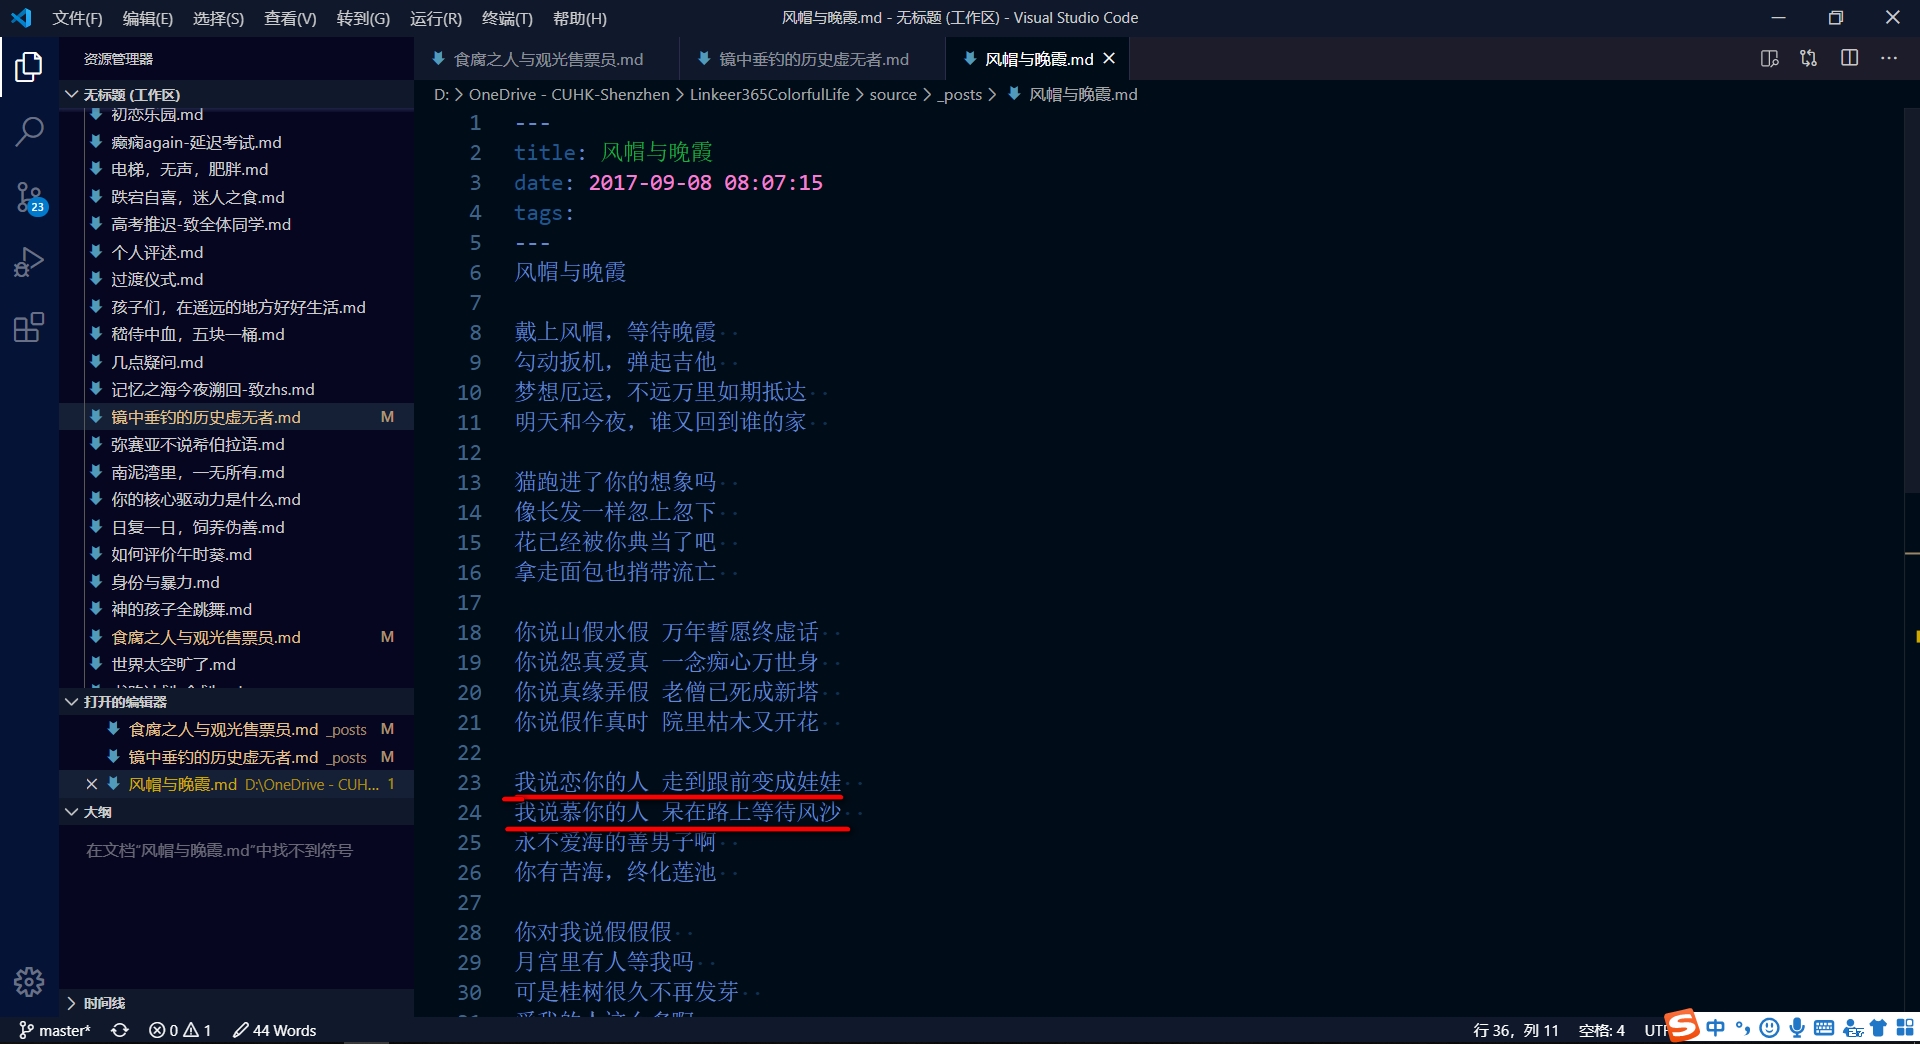 文件(F) 编辑(E) 选择(S) 查看(V) 转到(G) 运行(R) 终端(T) 帮助(H) 风帽与晚霞.md - 无标题 (工作区) - Visual Studio Code
资源管理器
无标题 (工作区)
初恋乐园.md
癫痫again-延迟考试.md
电梯，无声，肥胖.md
跌宕自喜，迷人之食.md
高考推迟-致全体同学.md
个人评述.md
过渡仪式.md
孩子们，在遥远的地方好好生活.md
嵇侍中血，五块一桶.md
几点疑问.md
记忆之海今夜溯回-致zhs.md
镜中垂钓的历史虚无者.md M
弥赛亚不说希伯拉语.md
南泥湾里，一无所有.md
你的核心驱动力是什么.md
日复一日，饲养伪善.md
如何评价午时葵.md
身份与暴力.md
神的孩子全跳舞.md
食腐之人与观光售票员.md M
世界太空旷了.md
打开的编辑器
食腐之人与观光售票员.md _posts M
镜中垂钓的历史虚无者.md _posts M
风帽与晚霞.md D:\OneDrive - CUH... 1
大纲
在文档“风帽与晚霞.md”中找不到符号
时间线
食腐之人与观光售票员.md 镜中垂钓的历史虚无者.md 风帽与晚霞.md
D: > OneDrive - CUHK-Shenzhen > Linkeer365ColorfulLife > source > _posts > 风帽与晚霞.md
1 ---
2 title: 风帽与晚霞
3 date: 2017-09-08 08:07:15
4 tags:
5 ---
6 风帽与晚霞
7
8 戴上风帽，等待晚霞
9 勾动扳机，弹起吉他
10 梦想厄运，不远万里如期抵达
11 明天和今夜，谁又回到谁的家
12
13 猫跑进了你的想象吗
14 像长发一样忽上忽下
15 花已经被你典当了吧
16 拿走面包也捎带流亡
17
18 你说山假水假 万年誓愿终虚话
19 你说怨真爱真 一念痴心万世身
20 你说真缘弄假 老僧已死成新塔
21 你说假作真时 院里枯木又开花
22
23 我说恋你的人 走到跟前变成娃娃
24 我说慕你的人 呆在路上等待风沙
25 永不爱海的善男子啊
26 你有苦海，终化莲池
27
28 你对我说假假假
29 月宫里有人等我吗
30 可是桂树很久不再发芽
23
master* 0 1 44 Words 行 36，列 11 空格: 4 UTF
中